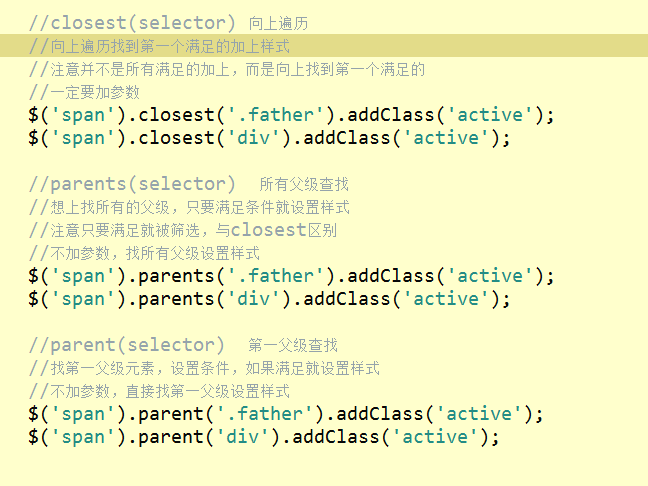 //closest(selector) 向上遍历
//向上遍历找到第一个满足的加上样式
//注意并不是所有满足的加上，而是向上找到第一个满足的
//一定要加参数
$('span').closest('.father').addClass('active');
$('span').closest('div').addClass('active');
//parents(selector)  所有父级查找
//想上找所有的父级，只要满足条件就设置样式
//注意只要满足就被筛选，与closest区别
//不加参数，找所有父级设置样式
$('span').parents('.father').addClass('active');
$('span').parents('div').addClass('active');
//parent(selector)  第一父级查找
//找第一父级元素，设置条件，如果满足就设置样式
//不加参数，直接找第一父级设置样式
$('span').parent('.father').addClass('active');
$('span').parent('div').addClass('active');